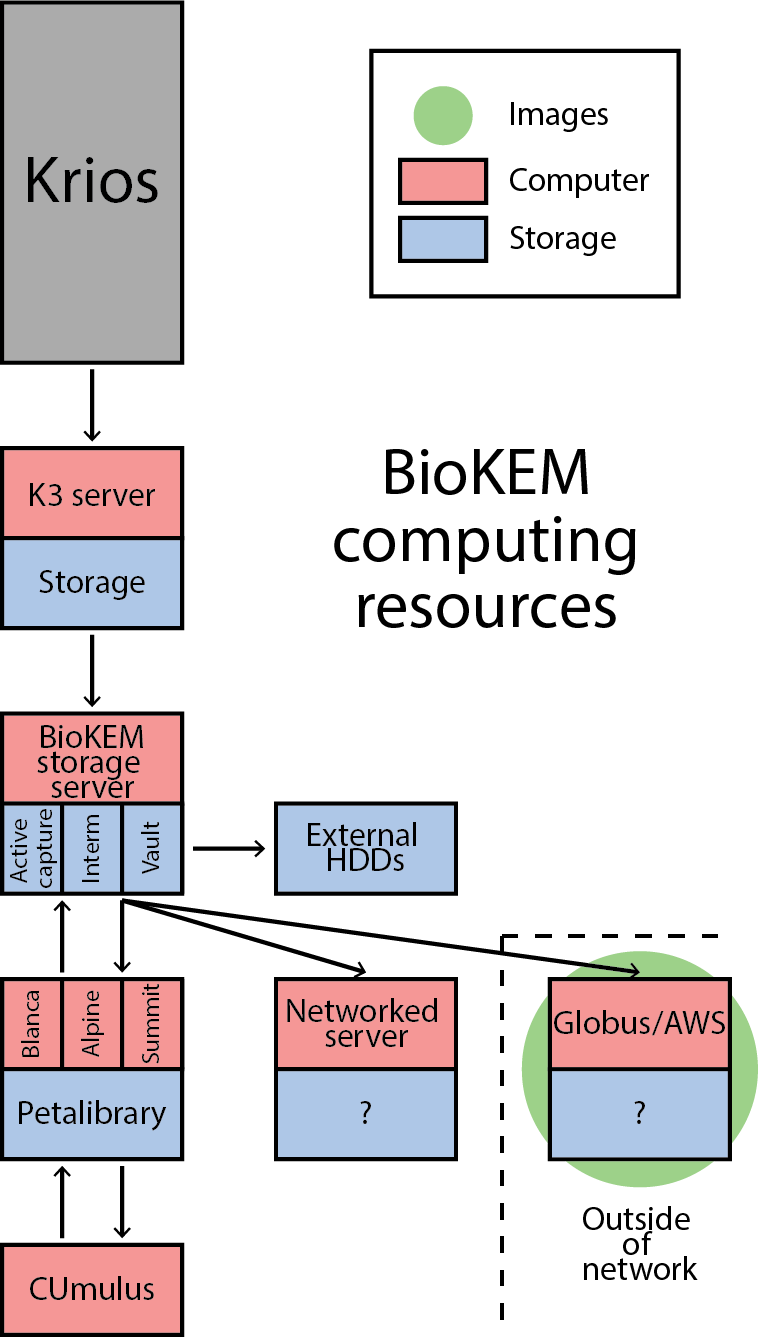 Krios
Images
Computer
Storage
K3 server
Storage
BioKEM
computing
resources
BioKEM
storage
server
Active
capture
Interm
Vault
External
HDDs
Blanca
Alpine
Summit
Petalibrary
Networked
server
?
Globus/AWS
?
Outside
of
network
CUmulus